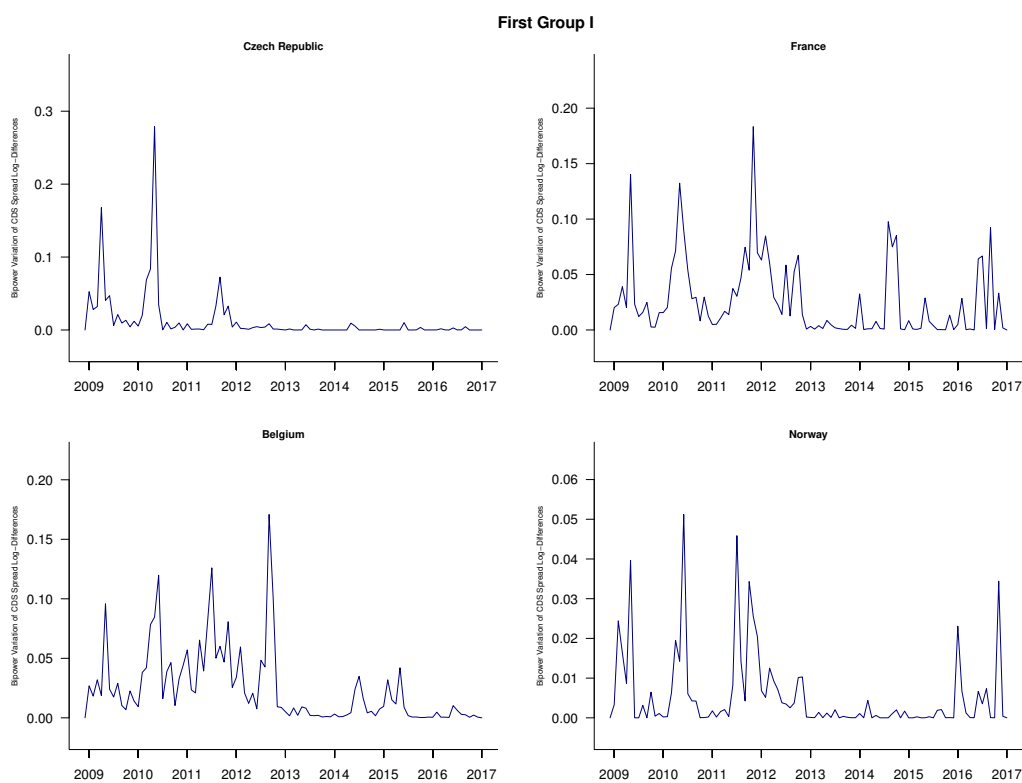 First Group I
Czech Republic
Bipower Variation of CDS Spread Log−Differences
0.3
0.2
0.1
0.0
2009 2010 2011 2012 2013 2014 2015 2016 2017
France
Bipower Variation of CDS Spread Log−Differences
0.20
0.15
0.10
0.05
0.00
2009 2010 2011 2012 2013 2014 2015 2016 2017
Belgium
Bipower Variation of CDS Spread Log−Differences
0.20
0.15
0.10
0.05
0.00
2009 2010 2011 2012 2013 2014 2015 2016 2017
Norway
Bipower Variation of CDS Spread Log−Differences
0.06
0.05
0.04
0.03
0.02
0.01
0.00
2009 2010 2011 2012 2013 2014 2015 2016 2017